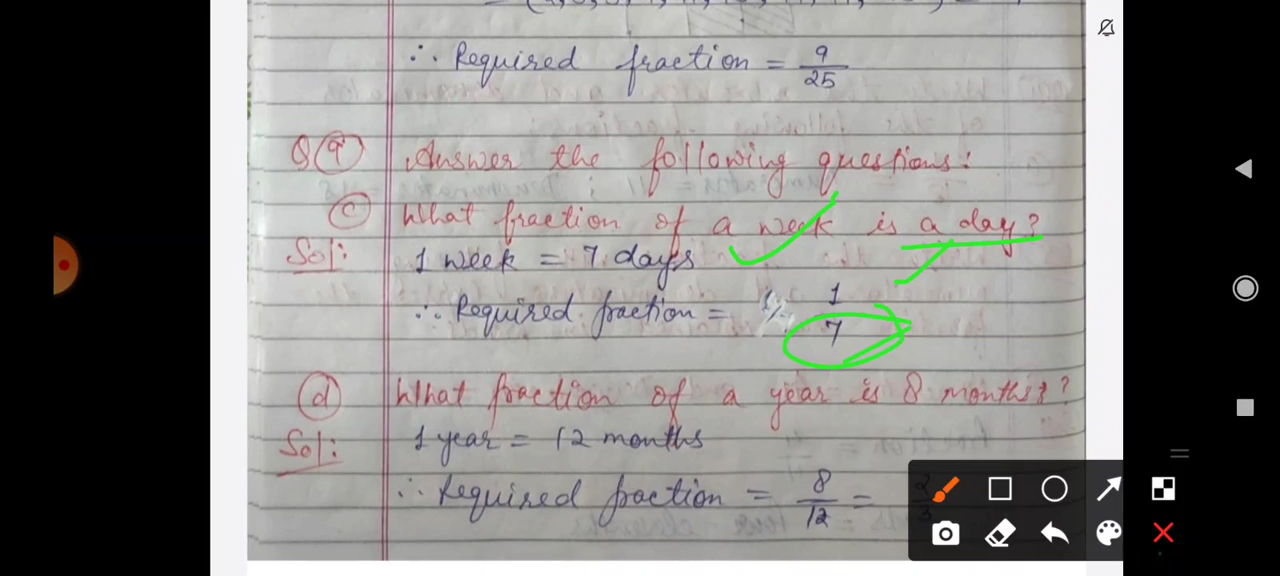 ∴ Required fraction = 9/25
Q(9) Answer the following questions:
(c) What fraction of a week is a day?
Sol: 1 week = 7 days
∴ Required fraction = 1/7
(d) What fraction of a year is 8 months?
Sol: 1 year = 12 months
∴ Required fraction = 8/12 = 2/3